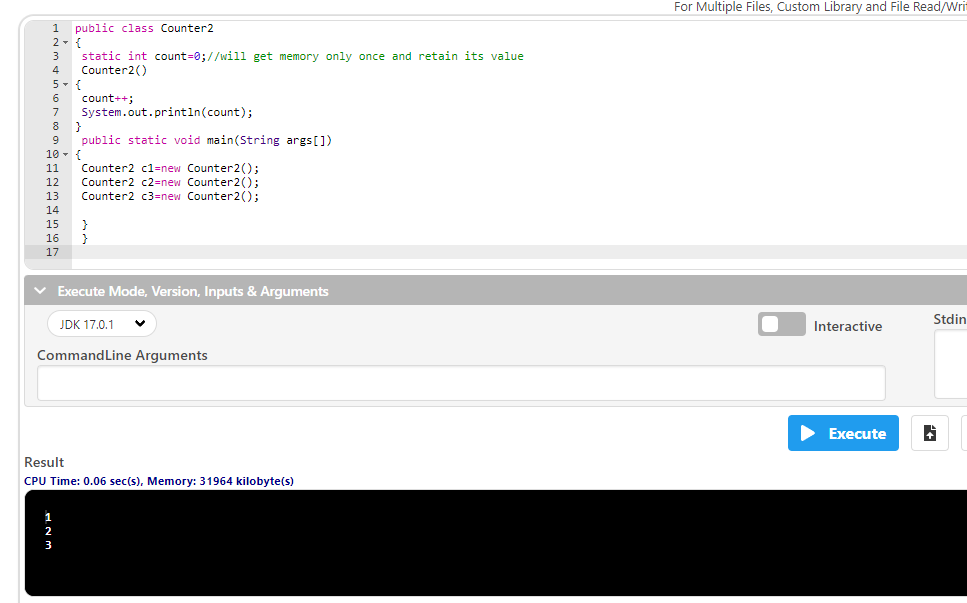 For Multiple Files, Custom Library and File Read/Writ
1 public class Counter2
2 {
3 static int count=0;//will get memory only once and retain its value
4 Counter2()
5 {
6 count++;
7 System.out.println(count);
8 }
9 public static void main(String args[])
10 {
11 Counter2 c1=new Counter2();
12 Counter2 c2=new Counter2();
13 Counter2 c3=new Counter2();
14
15 }
16 }
17
Execute Mode, Version, Inputs & Arguments
JDK 17.0.1
Interactive
Stdin
CommandLine Arguments
Execute
Result
CPU Time: 0.06 sec(s), Memory: 31964 kilobyte(s)
1
2
3